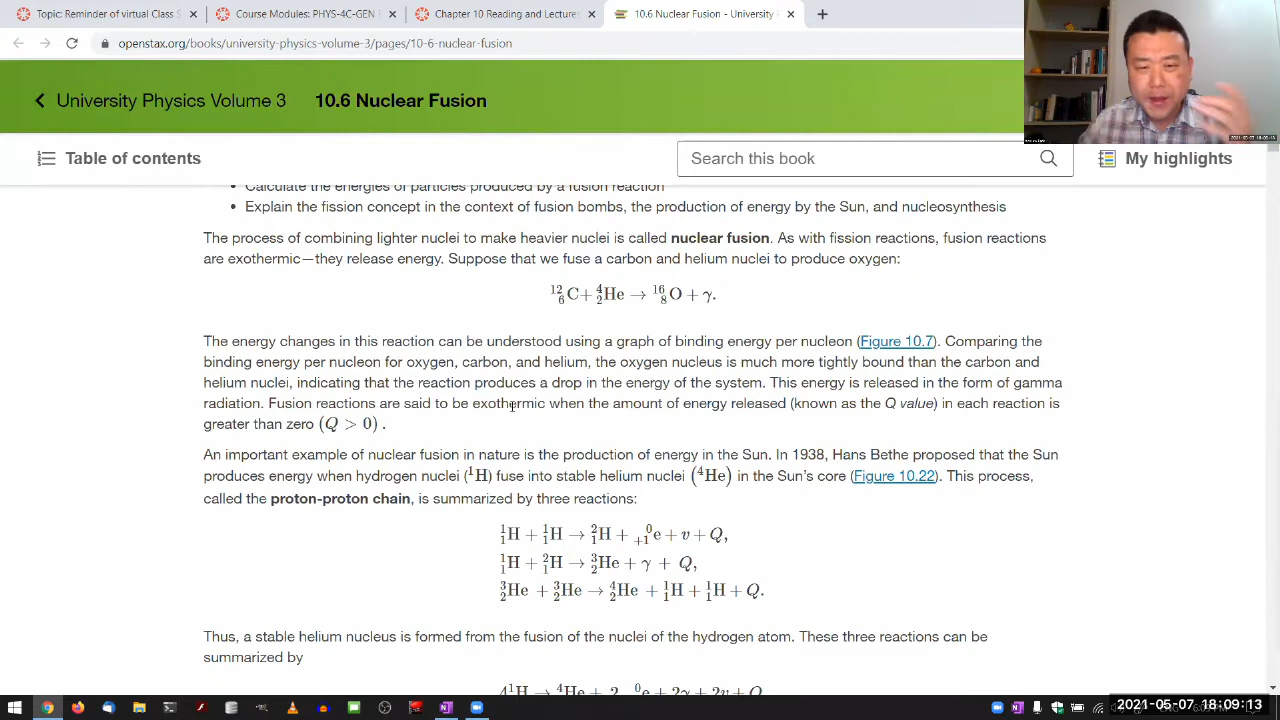 Topic: Reminder of virtual Class S
Course Modules: PHYS-4C-GEN P
Chapter 10 Reading and Lectures
10.6 Nuclear Fusion - University
openstax.org/books/university-physics-volume-3/pages/10-6-nuclear-fusion
University Physics Volume 3 10.6 Nuclear Fusion
Table of contents
Search this book
My highlights
• Calculate the energies of particles produced by a fusion reaction
• Explain the fission concept in the context of fusion bombs, the production of energy by the Sun, and nucleosynthesis
The process of combining lighter nuclei to make heavier nuclei is called nuclear fusion. As with fission reactions, fusion reactions
are exothermic—they release energy. Suppose that we fuse a carbon and helium nuclei to produce oxygen:
¹²₆C+⁴₂He → ¹⁶₈O + γ.
The energy changes in this reaction can be understood using a graph of binding energy per nucleon (Figure 10.7). Comparing the
binding energy per nucleon for oxygen, carbon, and helium, the oxygen nucleus is much more tightly bound than the carbon and
helium nuclei, indicating that the reaction produces a drop in the energy of the system. This energy is released in the form of gamma
radiation. Fusion reactions are said to be exothermic when the amount of energy released (known as the Q value) in each reaction is
greater than zero (Q > 0) .
An important example of nuclear fusion in nature is the production of energy in the Sun. In 1938, Hans Bethe proposed that the Sun
produces energy when hydrogen nuclei (¹H) fuse into stable helium nuclei (⁴He) in the Sun's core (Figure 10.22). This process,
called the proton-proton chain, is summarized by three reactions:
¹₁H + ¹₁H → ²₁H + ⁰₊₁e + v + Q,
¹₁H + ²₁H → ³₂He + γ + Q,
³₂He + ³₂He → ⁴₂He + ¹₁H + ¹₁H + Q.
Thus, a stable helium nucleus is formed from the fusion of the nuclei of the hydrogen atom. These three reactions can be
summarized by
4¹H → ⁴He + 2 ⁰e + 2γ + 2v + Q
2021-05-07 18:09:13